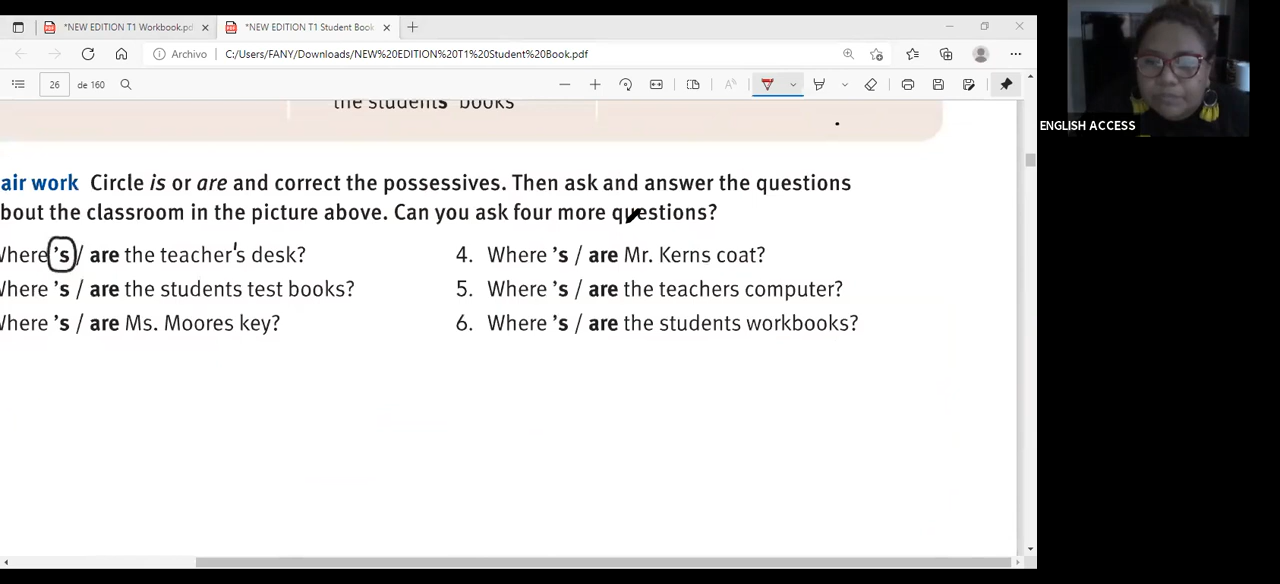 *NEW EDITION T1 Workbook.pd
*NEW EDITION T1 Student Book
Archivo
C:/Users/FANY/Downloads/NEW%20EDITION%20T1%20Student%20Book.pdf
26
de 160
the students' books
ENGLISH ACCESS
air work Circle is or are and correct the possessives. Then ask and answer the questions
bout the classroom in the picture above. Can you ask four more questions?
Where 's / are the teacher's desk?
Where 's / are the students test books?
Where 's / are Ms. Moores key?
4. Where 's / are Mr. Kerns coat?
5. Where 's / are the teachers computer?
6. Where 's / are the students workbooks?